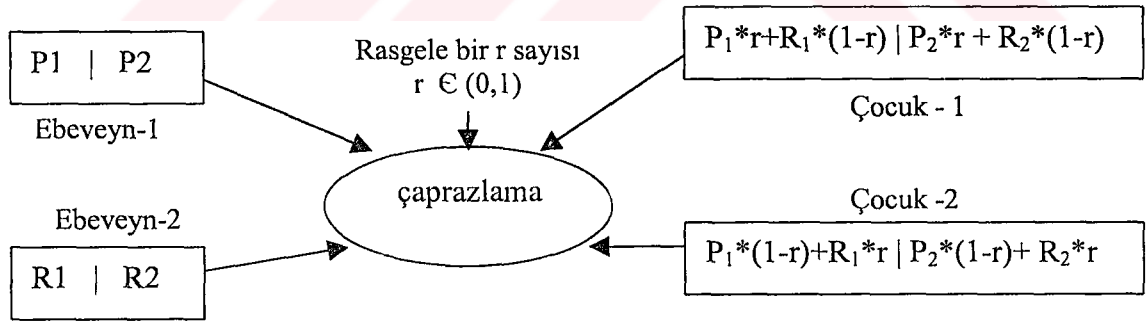 P1 | P2
Ebeveyn-1
Rasgele bir r sayısı
r Є (0,1)
P₁*r+R₁*(1-r) | P₂*r + R₂*(1-r)
Çocuk - 1
çaprazlama
Ebeveyn-2
R1 | R2
Çocuk -2
P₁*(1-r)+R₁*r | P₂*(1-r)+ R₂*r